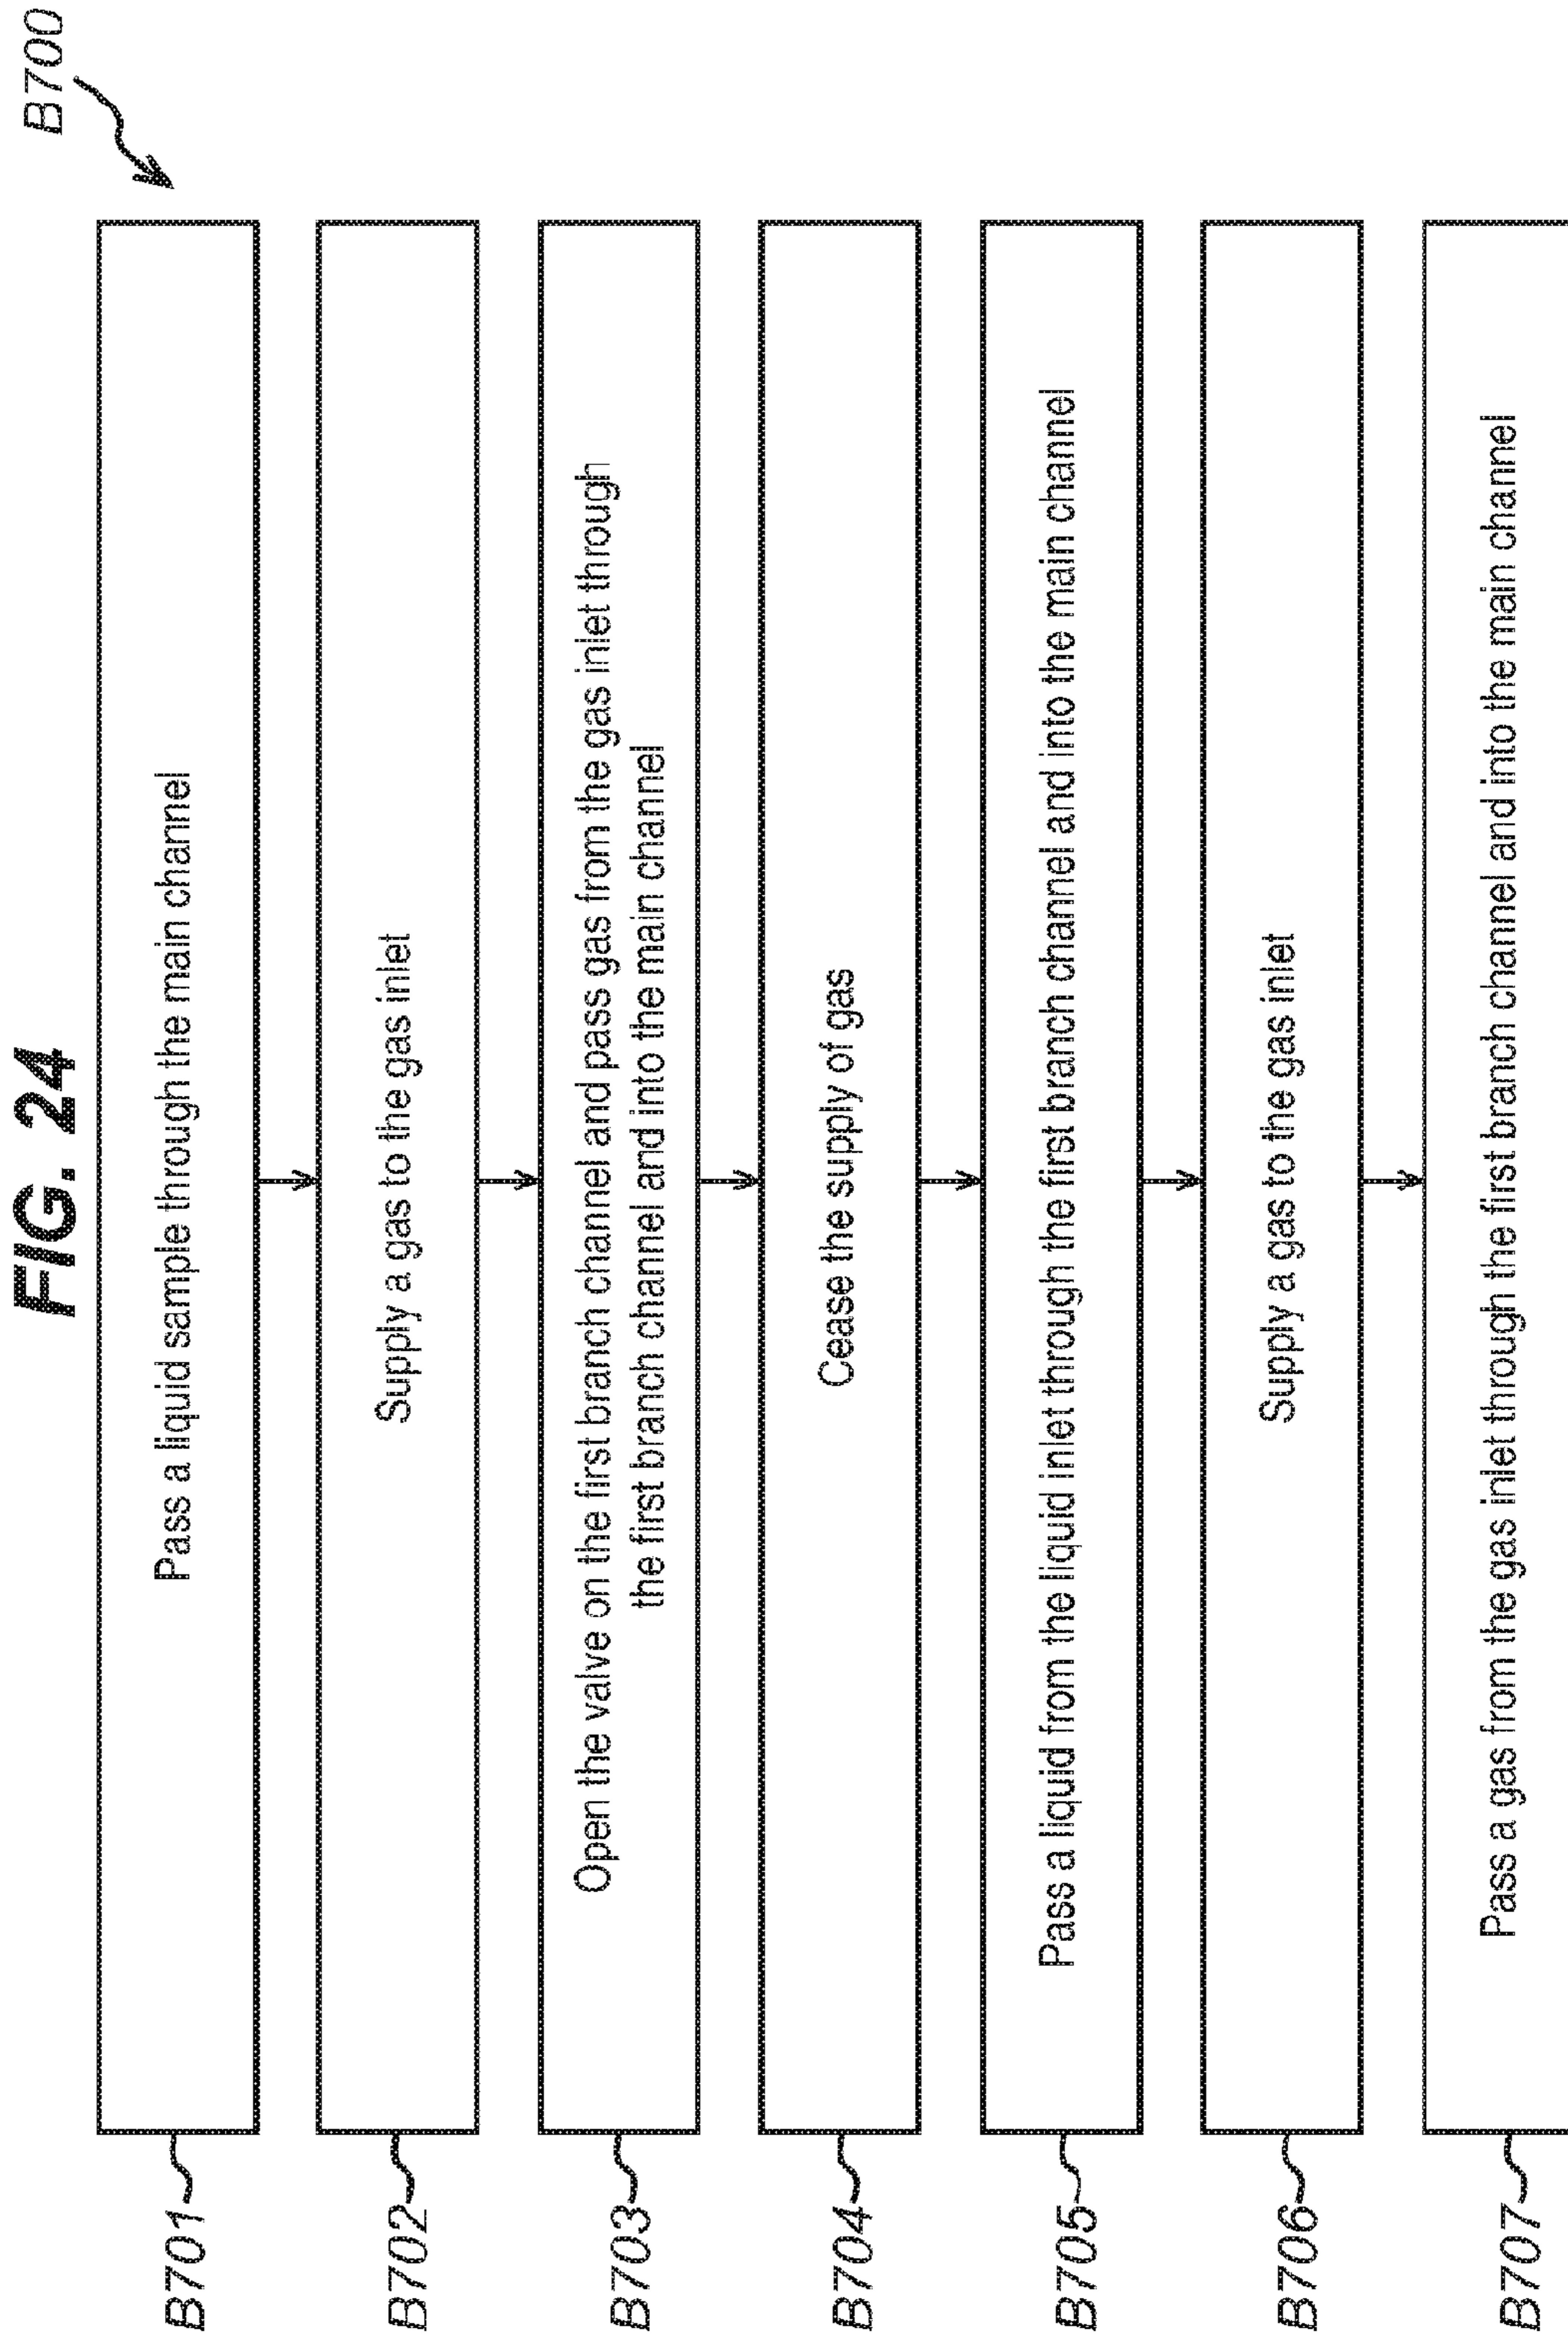 FIG. 24
B700
B701
Pass a liquid sample through the main channel
B702
Supply a gas to the gas inlet
B703
Open the valve on the first branch channel and pass gas from the gas inlet through
the first branch channel and into the main channel
B704
Cease the supply of gas
B705
Pass a liquid from the liquid inlet through the first branch channel and into the main channel
B706
Supply a gas to the gas inlet
B707
Pass a gas from the gas inlet through the first branch channel and into the main channel